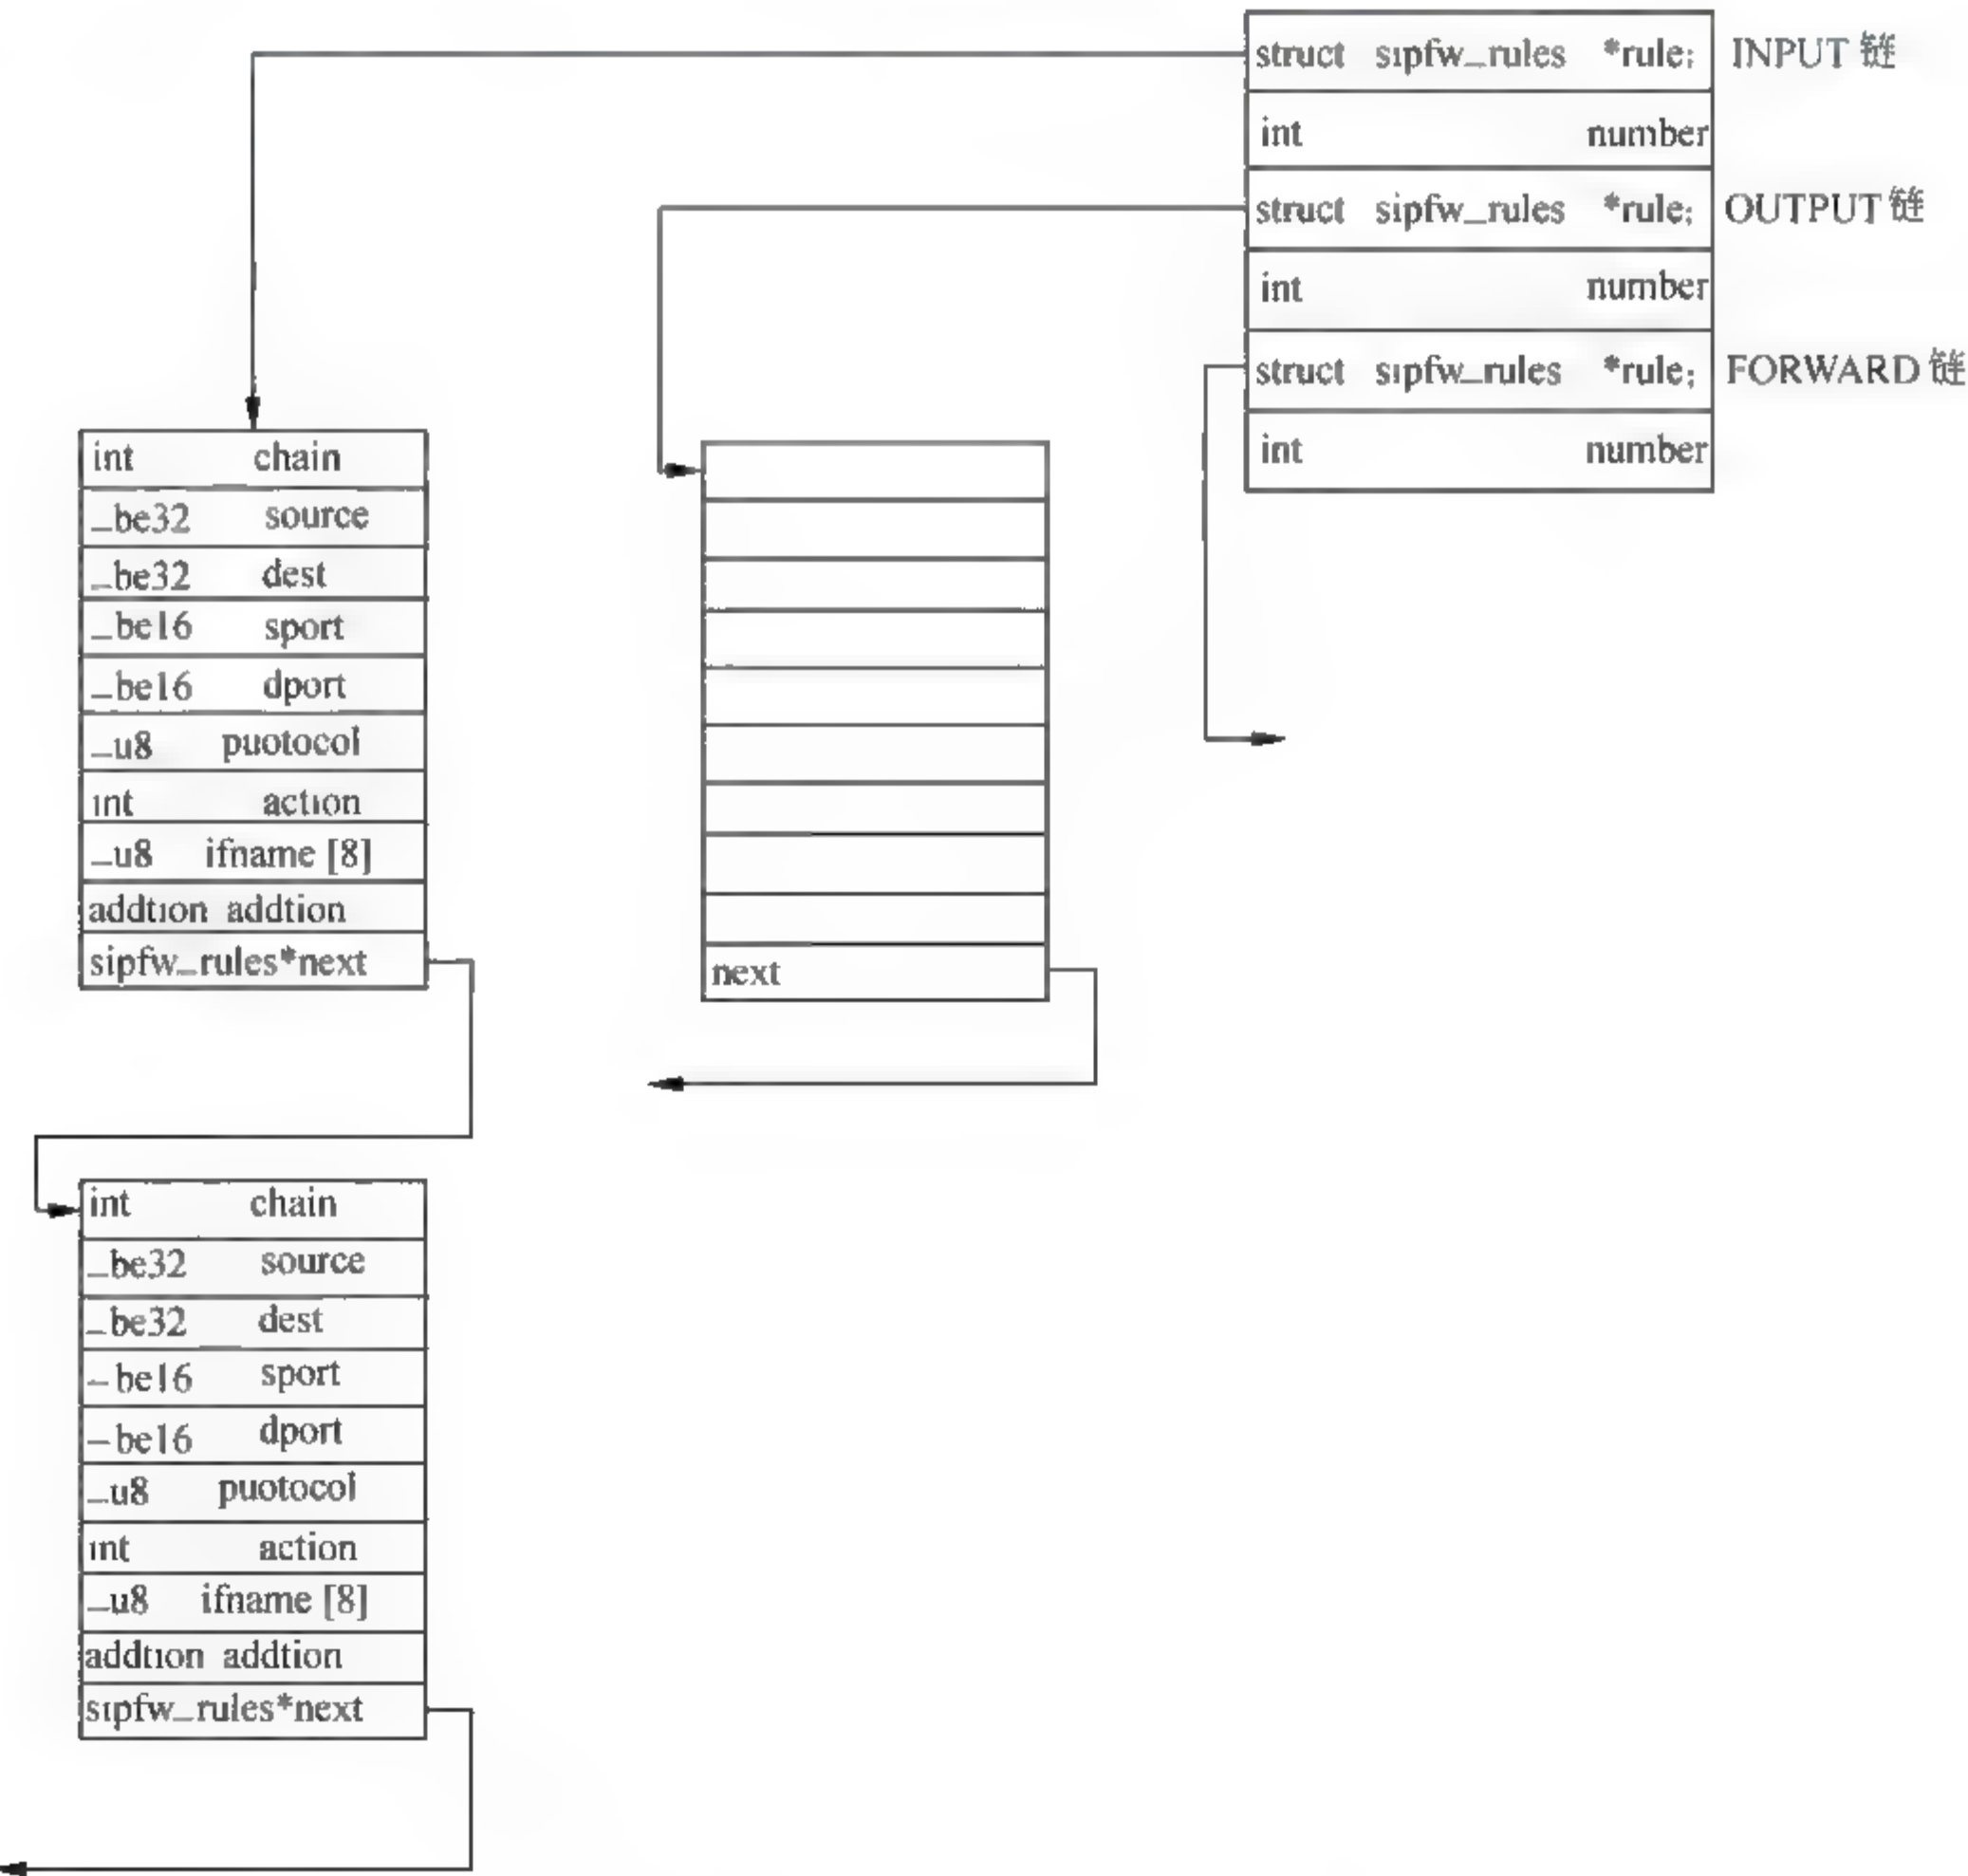 struct sipfw_rules *rule; INPUT 链
int number
struct sipfw_rules *rule; OUTPUT 链
int number
struct sipfw_rules *rule; FORWARD 链
int number
int chain
_be32 source
_be32 dest
_be16 sport
_be16 dport
_u8 puotocol
int action
_u8 ifname [8]
addtion addtion
sipfw_rules*next
next
int chain
_be32 source
_be32 dest
_be16 sport
_be16 dport
_u8 puotocol
int action
_u8 ifname [8]
addtion addtion
sipfw_rules*next